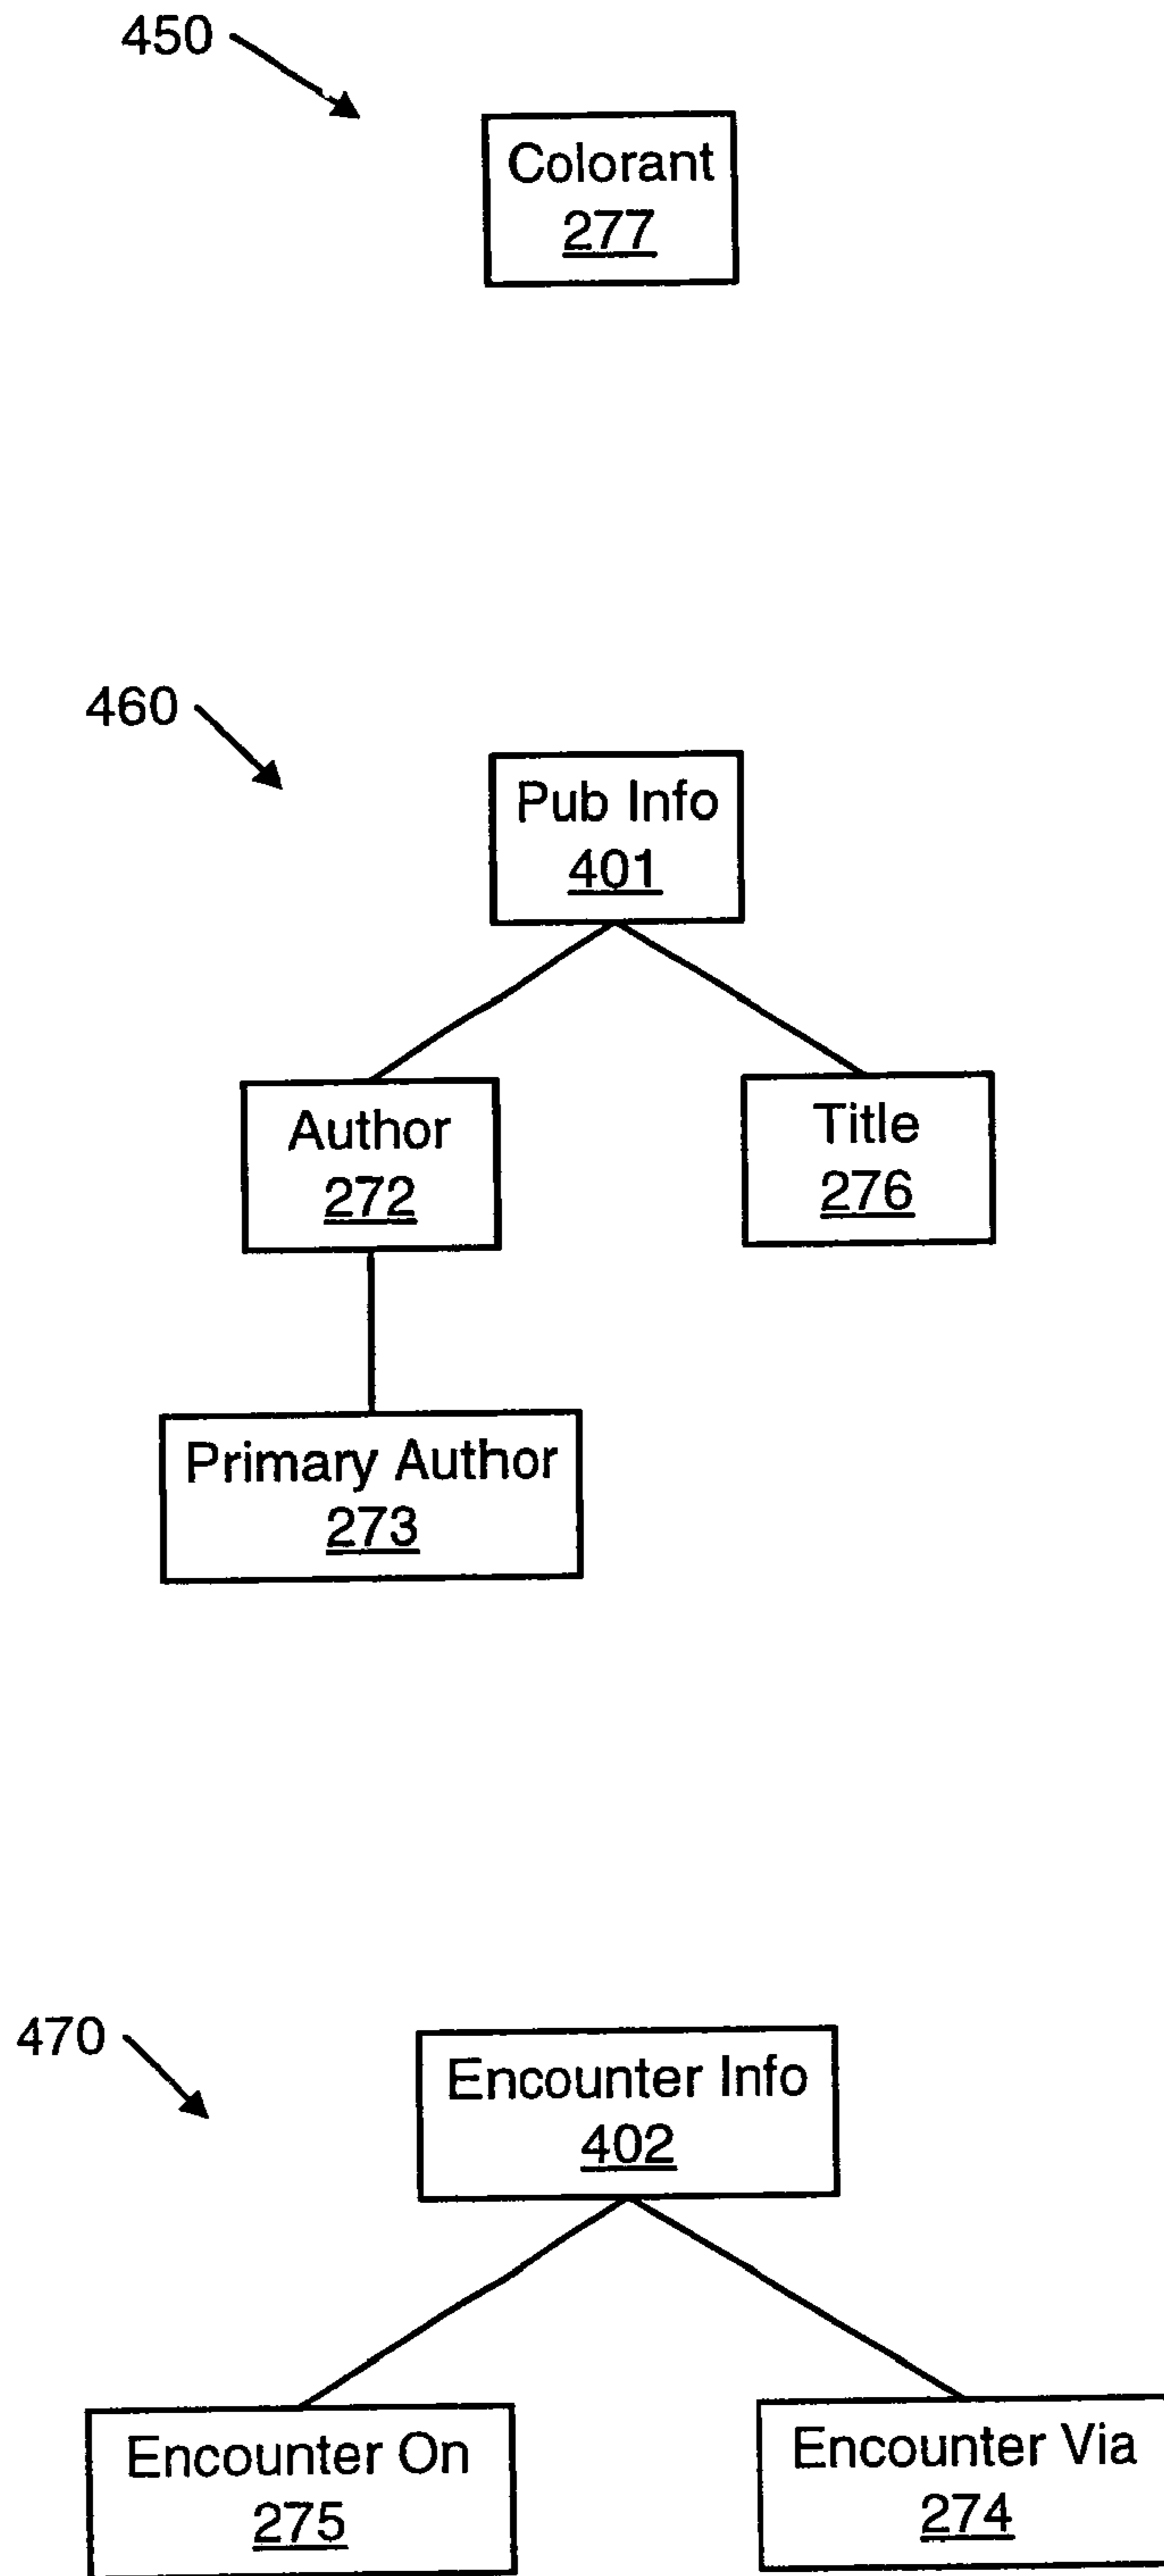 450
Colorant
277
460
Pub Info
401
Author
272
Title
276
Primary Author
273
470
Encounter Info
402
Encounter On
275
Encounter Via
274